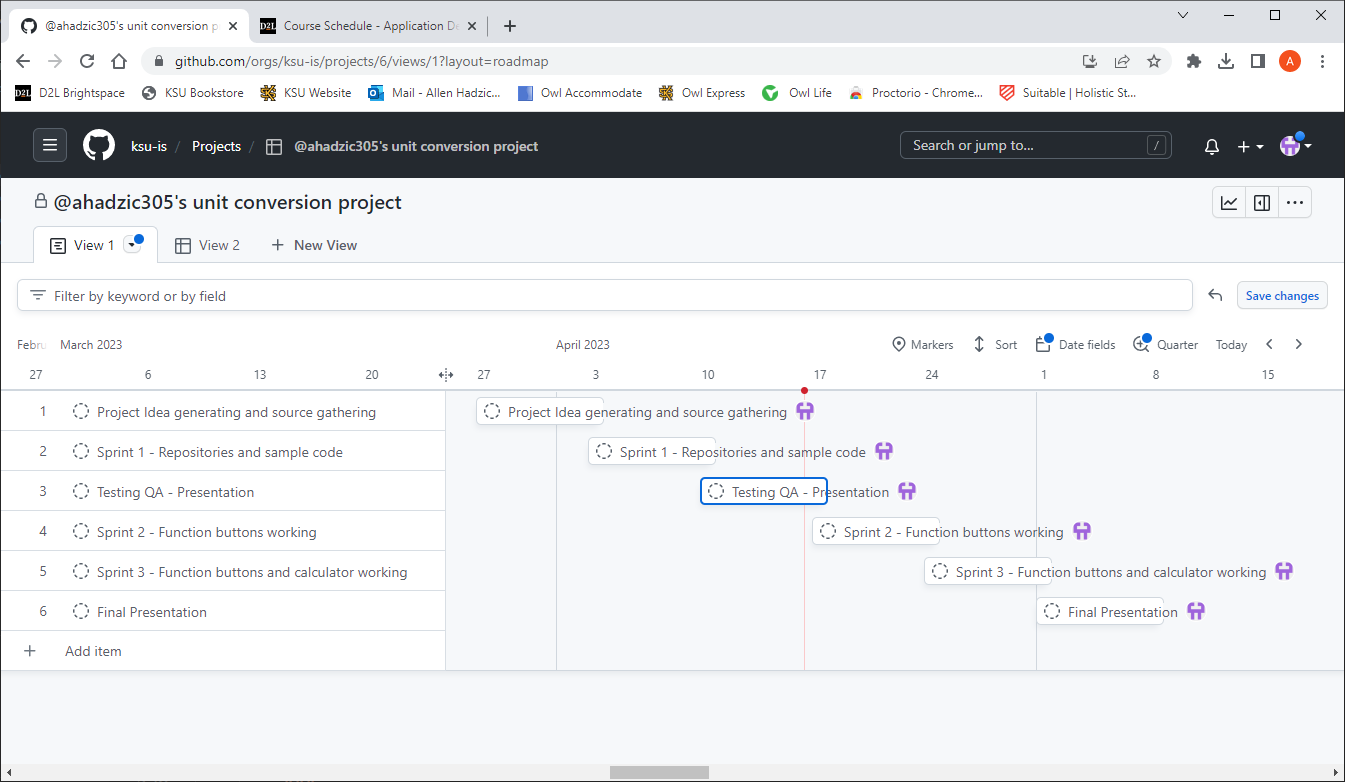 @ahadzic305's unit conversion p
Course Schedule - Application De
github.com/orgs/ksu-is/projects/6/views/1?layout=roadmap
A
D2L Brightspace KSU Bookstore KSU Website Mail - Allen Hadzic... Owl Accommodate Owl Express Owl Life Proctorio - Chrome... Suitable | Holistic St...
ksu-is / Projects / @ahadzic305's unit conversion project Search or jump to... /
@ahadzic305's unit conversion project
View 1 View 2 New View
Filter by keyword or by field Save changes
Febru March 2023 April 2023 Markers Sort Date fields Quarter Today
27 6 13 20 27 3 10 17 24 1 8 15
1 Project Idea generating and source gathering Project Idea generating and source gathering
2 Sprint 1 - Repositories and sample code Sprint 1 - Repositories and sample code
3 Testing QA - Presentation Testing QA - Presentation
4 Sprint 2 - Function buttons working Sprint 2 - Function buttons working
5 Sprint 3 - Function buttons and calculator working Sprint 3 - Function buttons and calculator working
6 Final Presentation Final Presentation
+ Add item